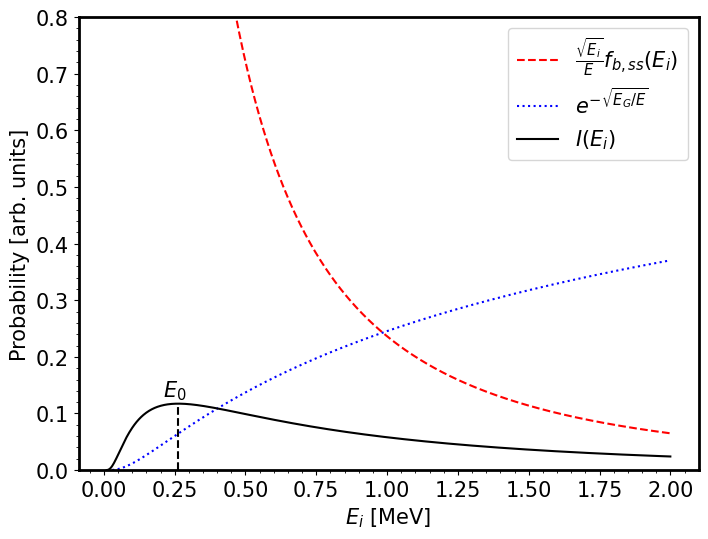 0.8
0.7
0.6
0.5
0.4
0.3
0.2
0.1
0.0
Probability [arb. units]
√E_i/E f_{b,ss}(E_i)
e^{-√E_G/E}
I(E_i)
E_0
0.00 0.25 0.50 0.75 1.00 1.25 1.50 1.75 2.00
E_i [MeV]